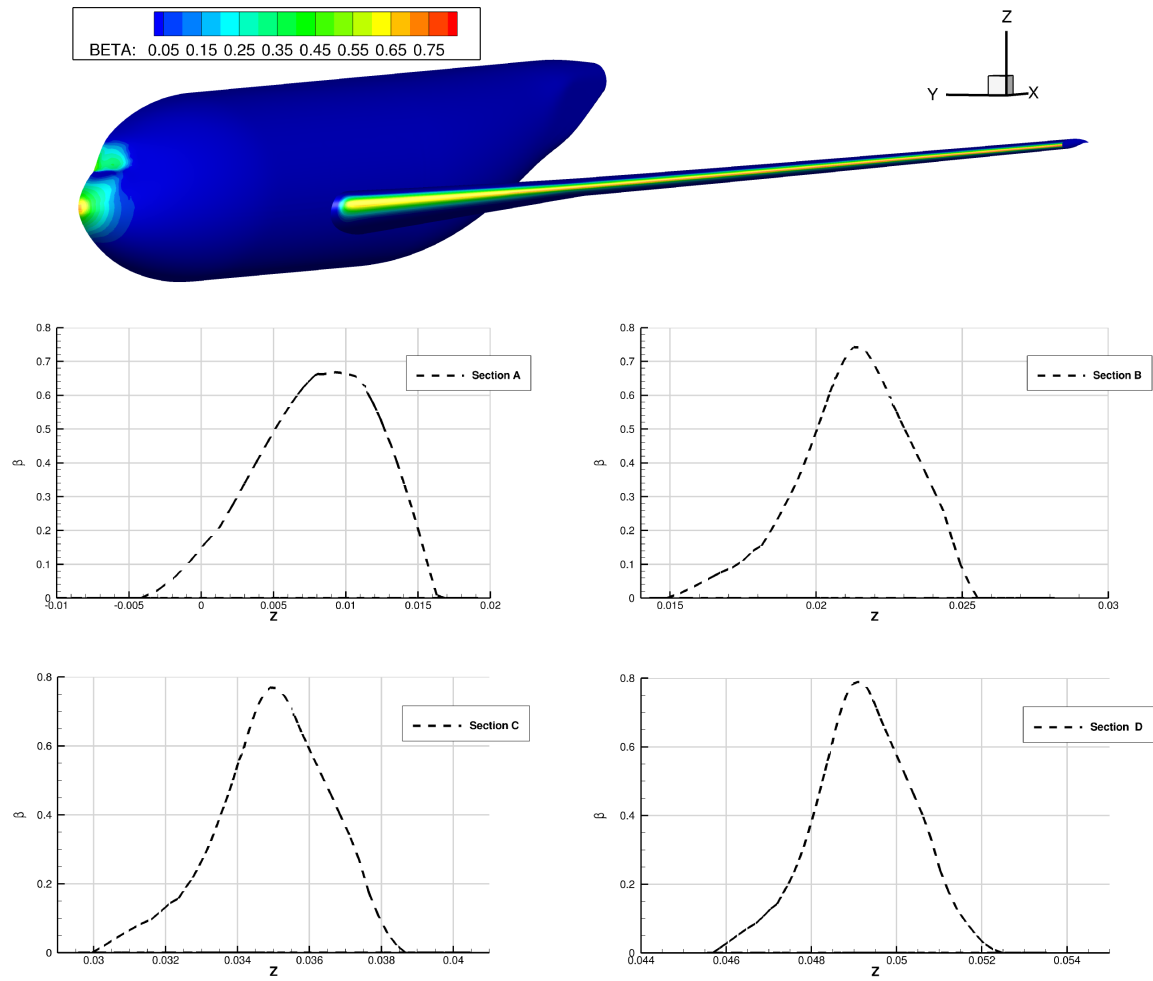 BETA: 0.05 0.15 0.25 0.35 0.45 0.55 0.65 0.75
Z
Y
X
0.8
0.7
0.6
0.5
0.4
0.3
0.2
0.1
0
β
-0.01 -0.005 0 0.005 0.01 0.015 0.02
Z
Section A
0.8
0.7
0.6
0.5
0.4
0.3
0.2
0.1
0
β
0.015 0.02 0.025 0.03
Z
Section B
0.8
0.6
0.4
0.2
0
β
0.03 0.032 0.034 0.036 0.038 0.04
Z
Section C
0.8
0.6
0.4
0.2
0
β
0.044 0.046 0.048 0.05 0.052 0.054
Z
Section D